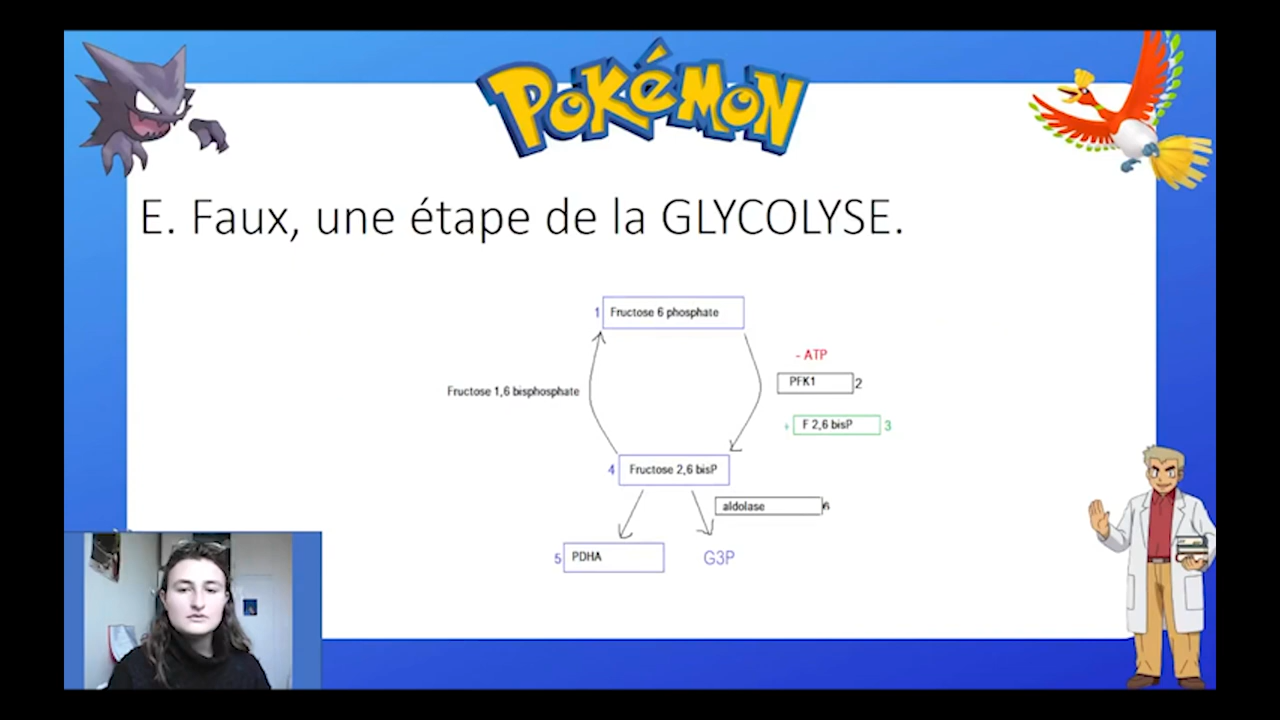 POKéMON
E. Faux, une étape de la GLYCOLYSE.
1 Fructose 6 phosphate
- ATP
PFK1 2
Fructose 1,6 bisphosphate
+ F 2,6 bisP 3
4 Fructose 2,6 bisP
aldolase 6
5 PDHA
G3P